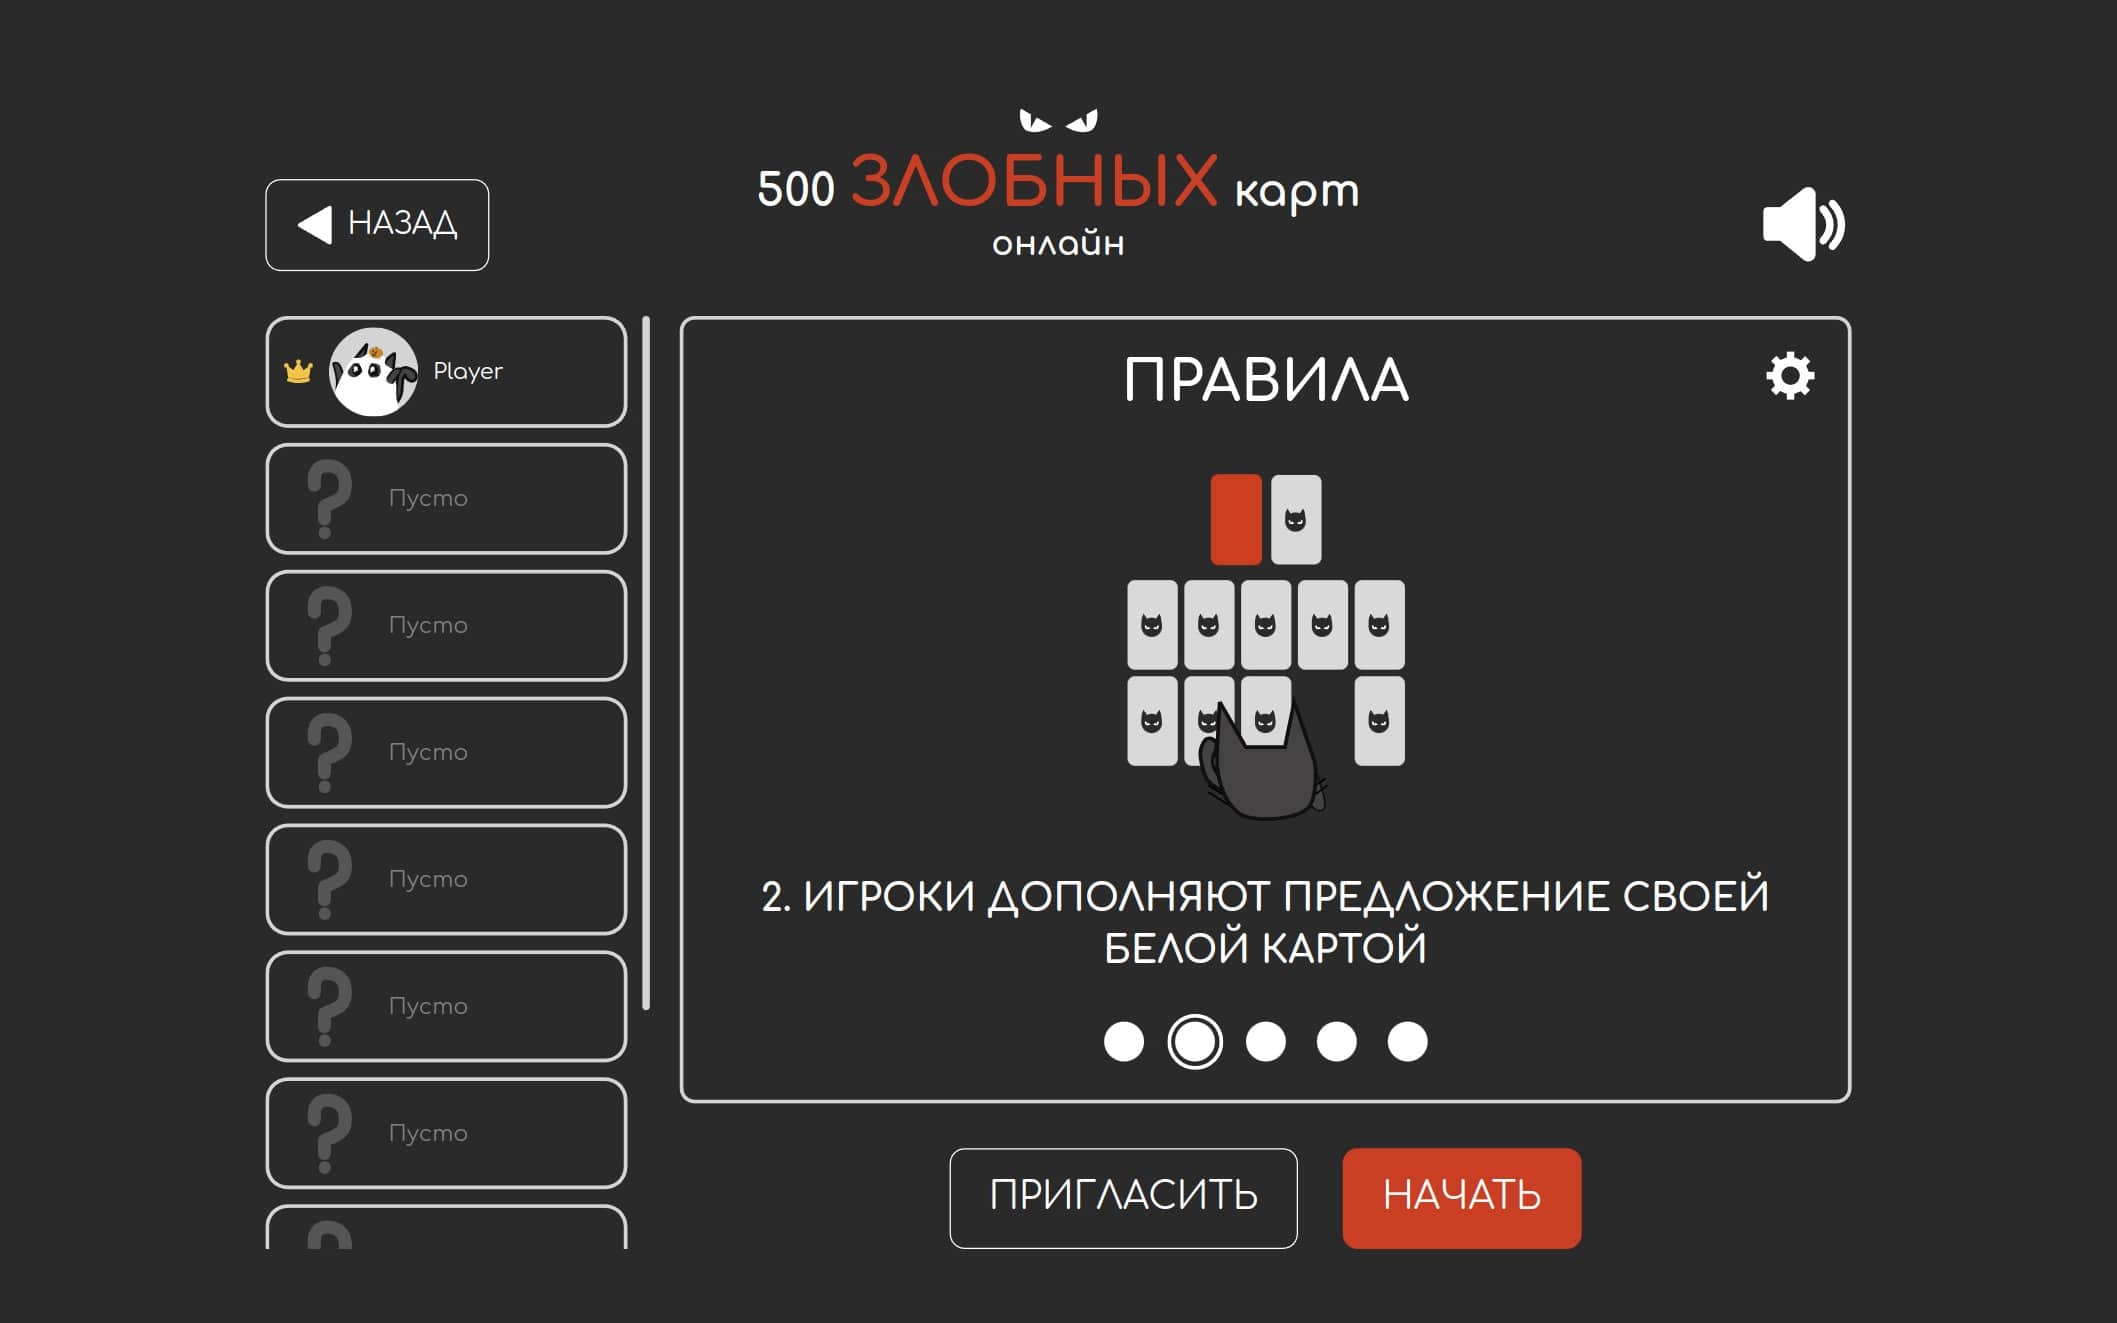 500 ЗЛОБНЫХ карт
онлайн
НАЗАД
Player
Пусто
Пусто
Пусто
Пусто
Пусто
Пусто
ПРАВИЛА
2. ИГРОКИ ДОПОЛНЯЮТ ПРЕДЛОЖЕНИЕ СВОЕЙ
БЕЛОЙ КАРТОЙ
ПРИГЛАСИТЬ
НАЧАТЬ